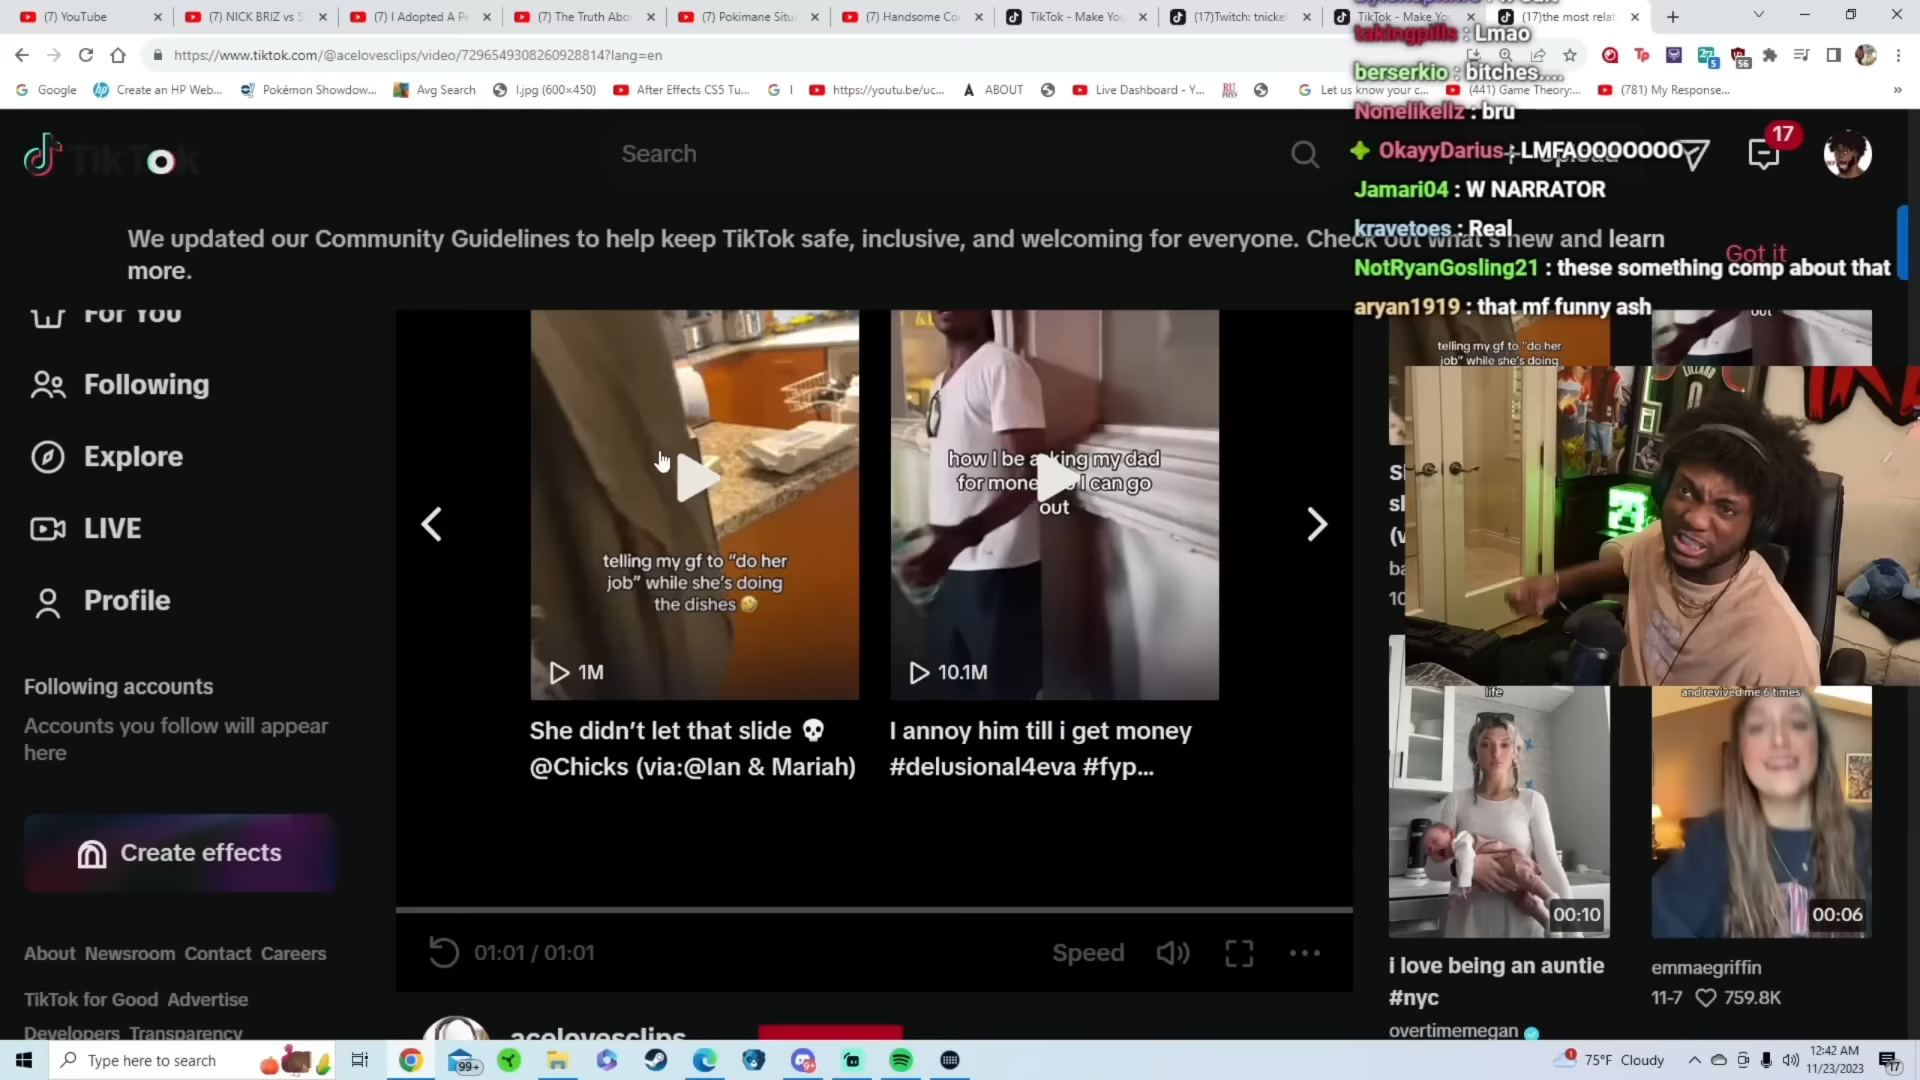 (7) YouTube
(7) NICK BRIZ vs S
(7) I Adopted A Pe
(7) The Truth Abou
(7) Pokimane Situa
(7) Handsome Co
TikTok - Make You
(17)Twitch: tnickel
TikTok - Make You
(17)the most relat
https://www.tiktok.com/@acelovesclips/video/7296549308260928814?lang=en
Google
Create an HP Web...
Pokémon Showdow...
Avg Search
l.jpg (600×450)
After Effects CS5 Tu...
https://youtu.be/uc...
ABOUT
Live Dashboard - Y...
Let us know your c...
(441) Game Theory:...
(781) My Response...
takingpills : Lmao
berserkio : bitches....
Nonelikellz : bru
OkayyDarius : LMFAOOOOOOO
Jamari04 : W NARRATOR
kravetoes : Real
NotRyanGosling21 : these something comp about that
aryan1919 : that mf funny ash
TikTok
Search
17
We updated our Community Guidelines to help keep TikTok safe, inclusive, and welcoming for everyone. Check out what's new and learn
more.
Got it
For You
Following
Explore
LIVE
Profile
Following accounts
Accounts you follow will appear
here
Create effects
About Newsroom Contact Careers
TikTok for Good Advertise
Developers Transparency
telling my gf to "do her
job" while she's doing
the dishes 🤣
1M
She didn't let that slide 💀
@Chicks (via:@Ian & Mariah)
how I be asking my dad
for money so I can go
out
10.1M
I annoy him till i get money
#delusional4eva #fyp...
01:01 / 01:01
Speed
acelovesclips
telling my gf to "do her
job" while she's doing
out
life
00:10
i love being an auntie
#nyc
overtimemegan
and revived me 6 times
00:06
emmaegriffin
11-7 759.8K
Type here to search
99+
75°F Cloudy
12:42 AM
11/23/2023
17